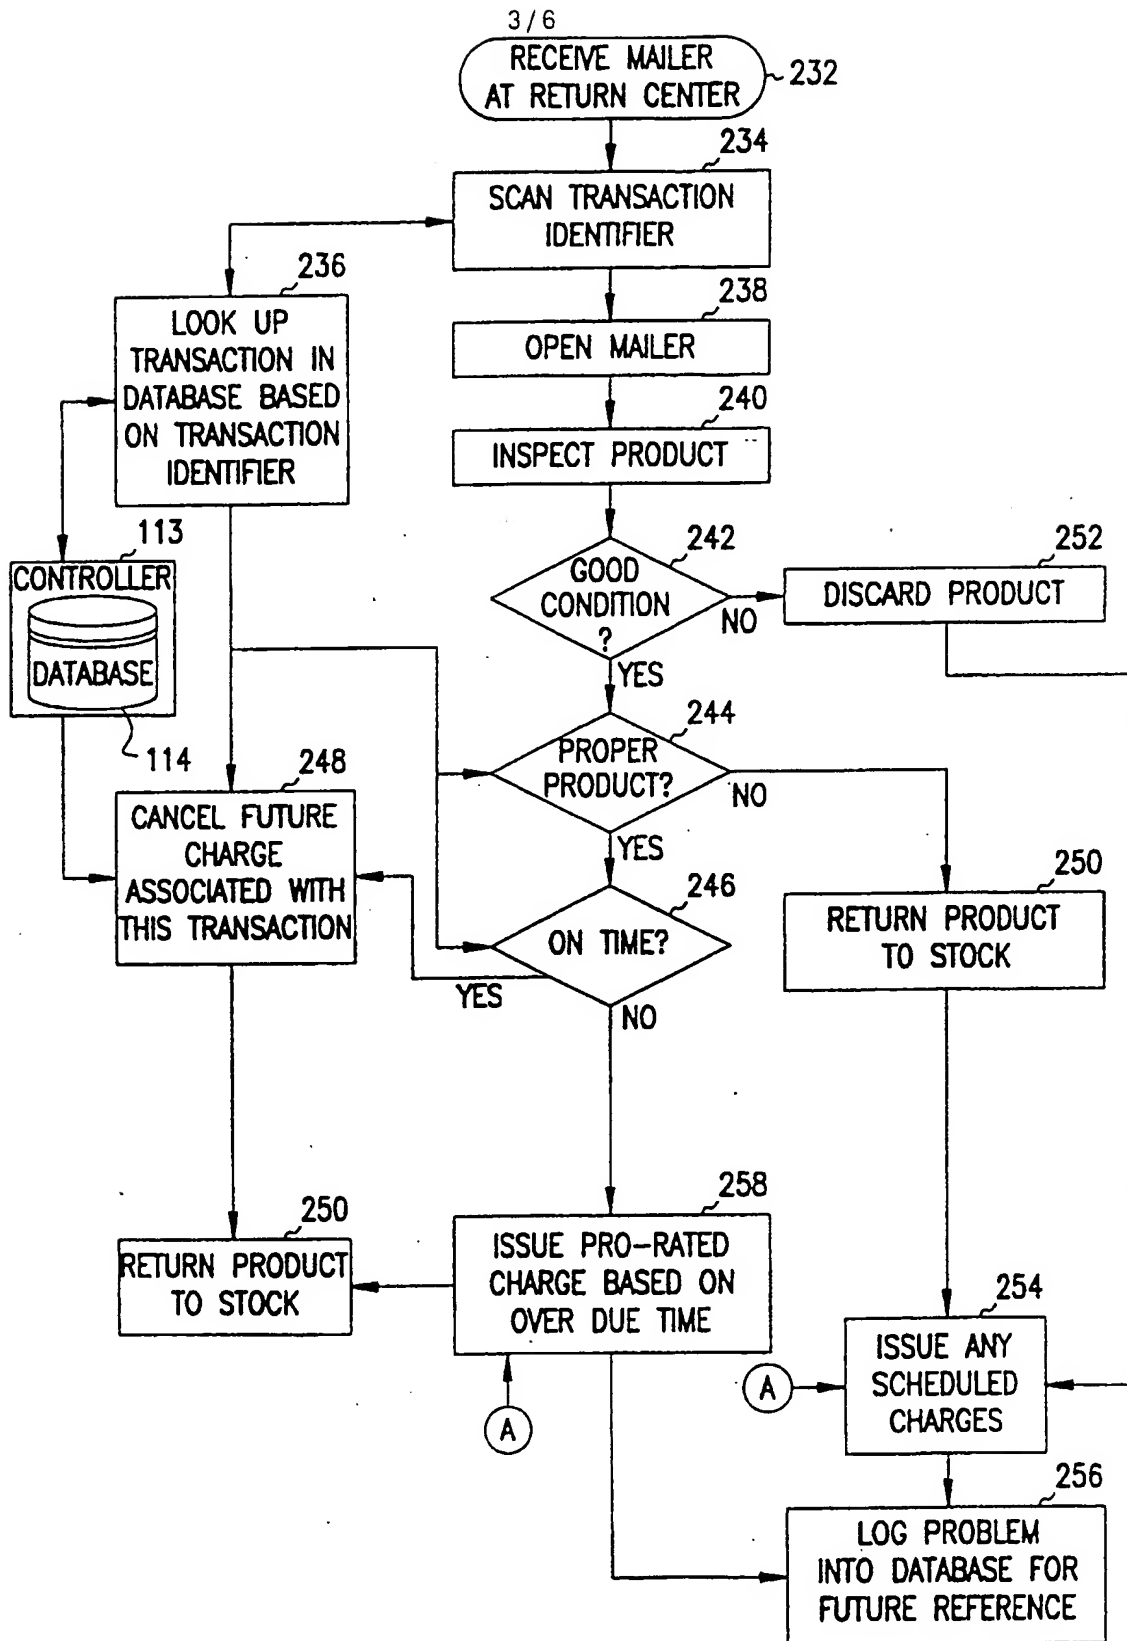 3/6
RECEIVE MAILER
AT RETURN CENTER
232
234
SCAN TRANSACTION
IDENTIFIER
236
LOOK UP
TRANSACTION IN
DATABASE BASED
ON TRANSACTION
IDENTIFIER
238
OPEN MAILER
240
INSPECT PRODUCT
113
CONTROLLER
DATABASE
114
242
GOOD
CONDITION
?
NO
YES
252
DISCARD PRODUCT
244
PROPER
PRODUCT?
NO
YES
248
CANCEL FUTURE
CHARGE
ASSOCIATED WITH
THIS TRANSACTION
246
ON TIME?
YES
NO
250
RETURN PRODUCT
TO STOCK
250
RETURN PRODUCT
TO STOCK
258
ISSUE PRO-RATED
CHARGE BASED ON
OVER DUE TIME
A
254
ISSUE ANY
SCHEDULED
CHARGES
A
256
LOG PROBLEM
INTO DATABASE FOR
FUTURE REFERENCE